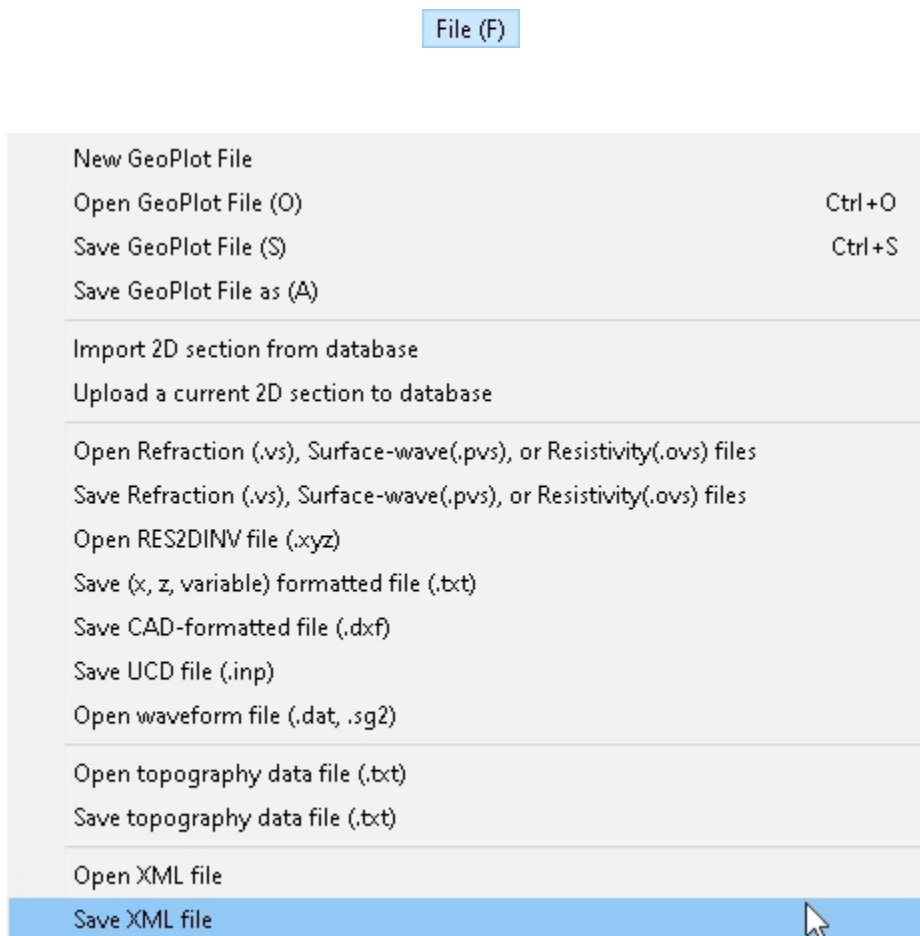 File (F)
New GeoPlot File
Open GeoPlot File (O) Ctrl+O
Save GeoPlot File (S) Ctrl+S
Save GeoPlot File as (A)
Import 2D section from database
Upload a current 2D section to database
Open Refraction (.vs), Surface-wave(.pvs), or Resistivity(.ovs) files
Save Refraction (.vs), Surface-wave(.pvs), or Resistivity(.ovs) files
Open RES2DINV file (.xyz)
Save (x, z, variable) formatted file (.txt)
Save CAD-formatted file (.dxf)
Save UCD file (.inp)
Open waveform file (.dat, .sg2)
Open topography data file (.txt)
Save topography data file (.txt)
Open XML file
Save XML file